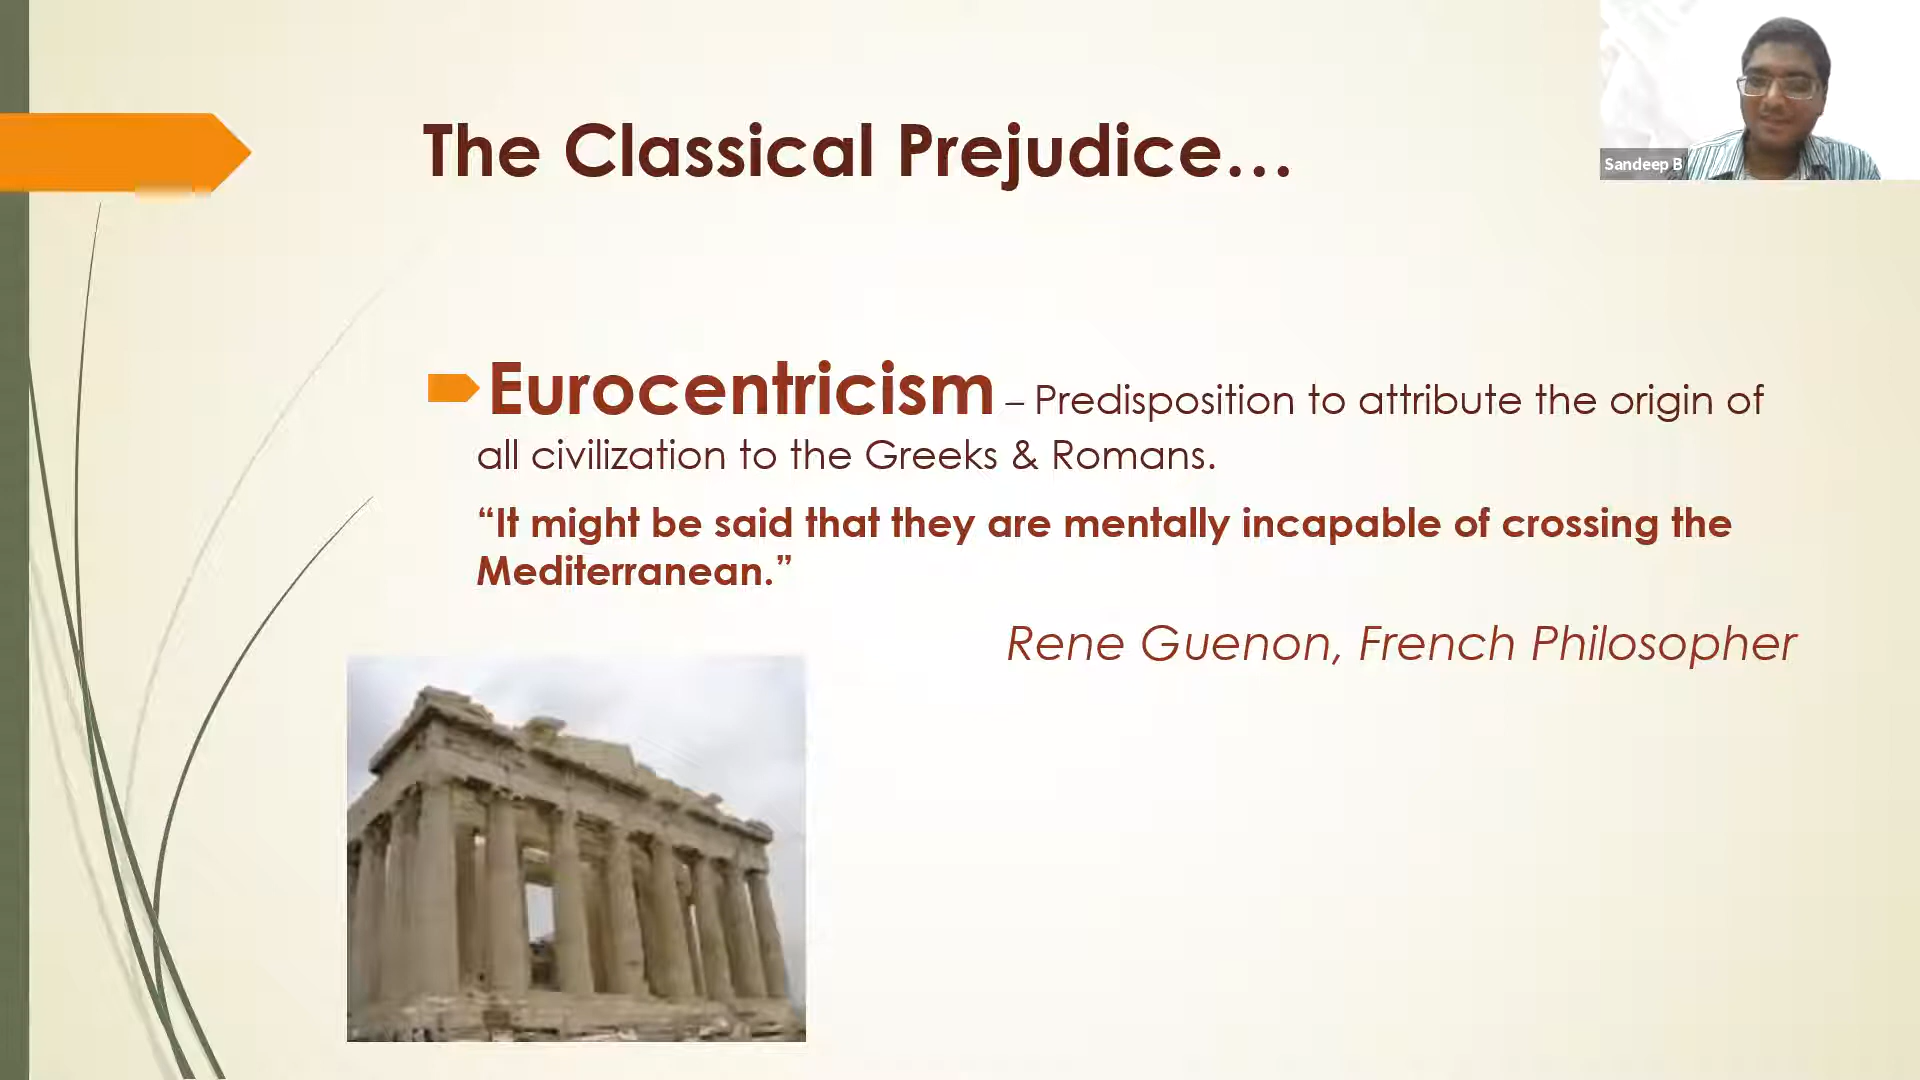 The Classical Prejudice...
Sandeep B
Eurocentricism – Predisposition to attribute the origin of
all civilization to the Greeks & Romans.
“It might be said that they are mentally incapable of crossing the
Mediterranean.”
Rene Guenon, French Philosopher